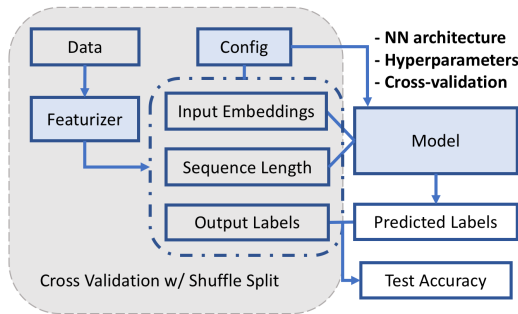 Data
Config
- NN architecture
- Hyperparameters
- Cross-validation
Featurizer
Input Embeddings
Model
Sequence Length
Output Labels
Predicted Labels
Cross Validation w/ Shuffle Split
Test Accuracy